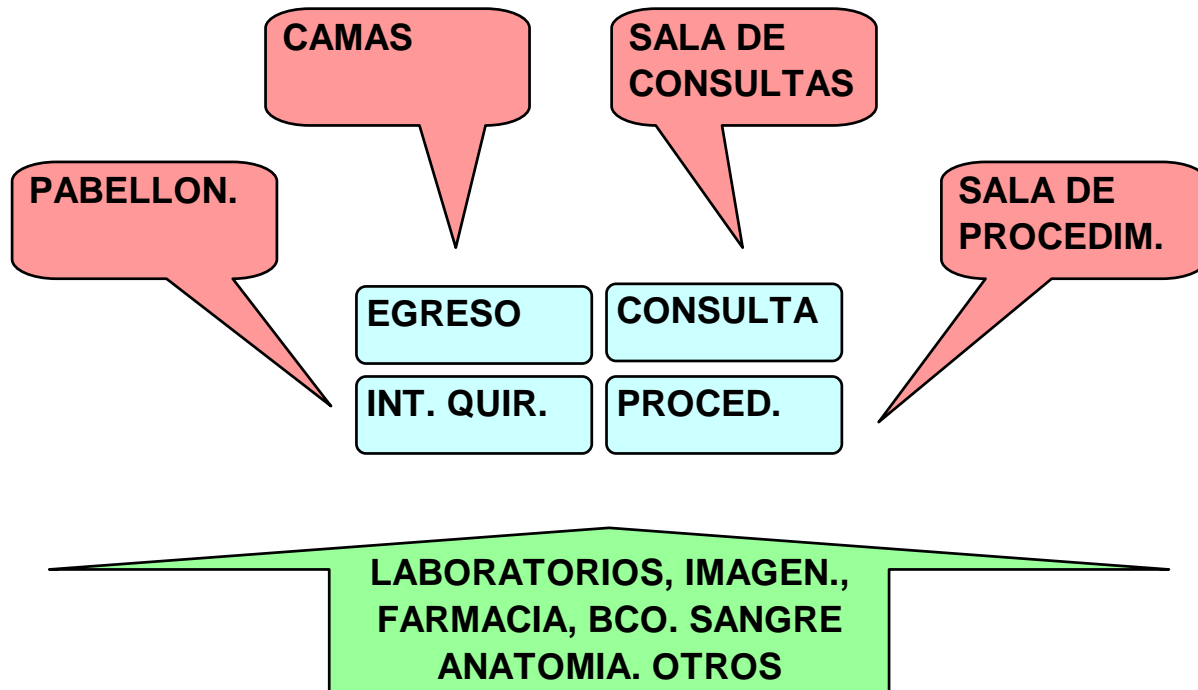 CAMAS
SALA DE
CONSULTAS
PABELLON.
SALA DE
PROCEDIM.
EGRESO
CONSULTA
INT. QUIR.
PROCED.
LABORATORIOS, IMAGEN.,
FARMACIA, BCO. SANGRE
ANATOMIA. OTROS